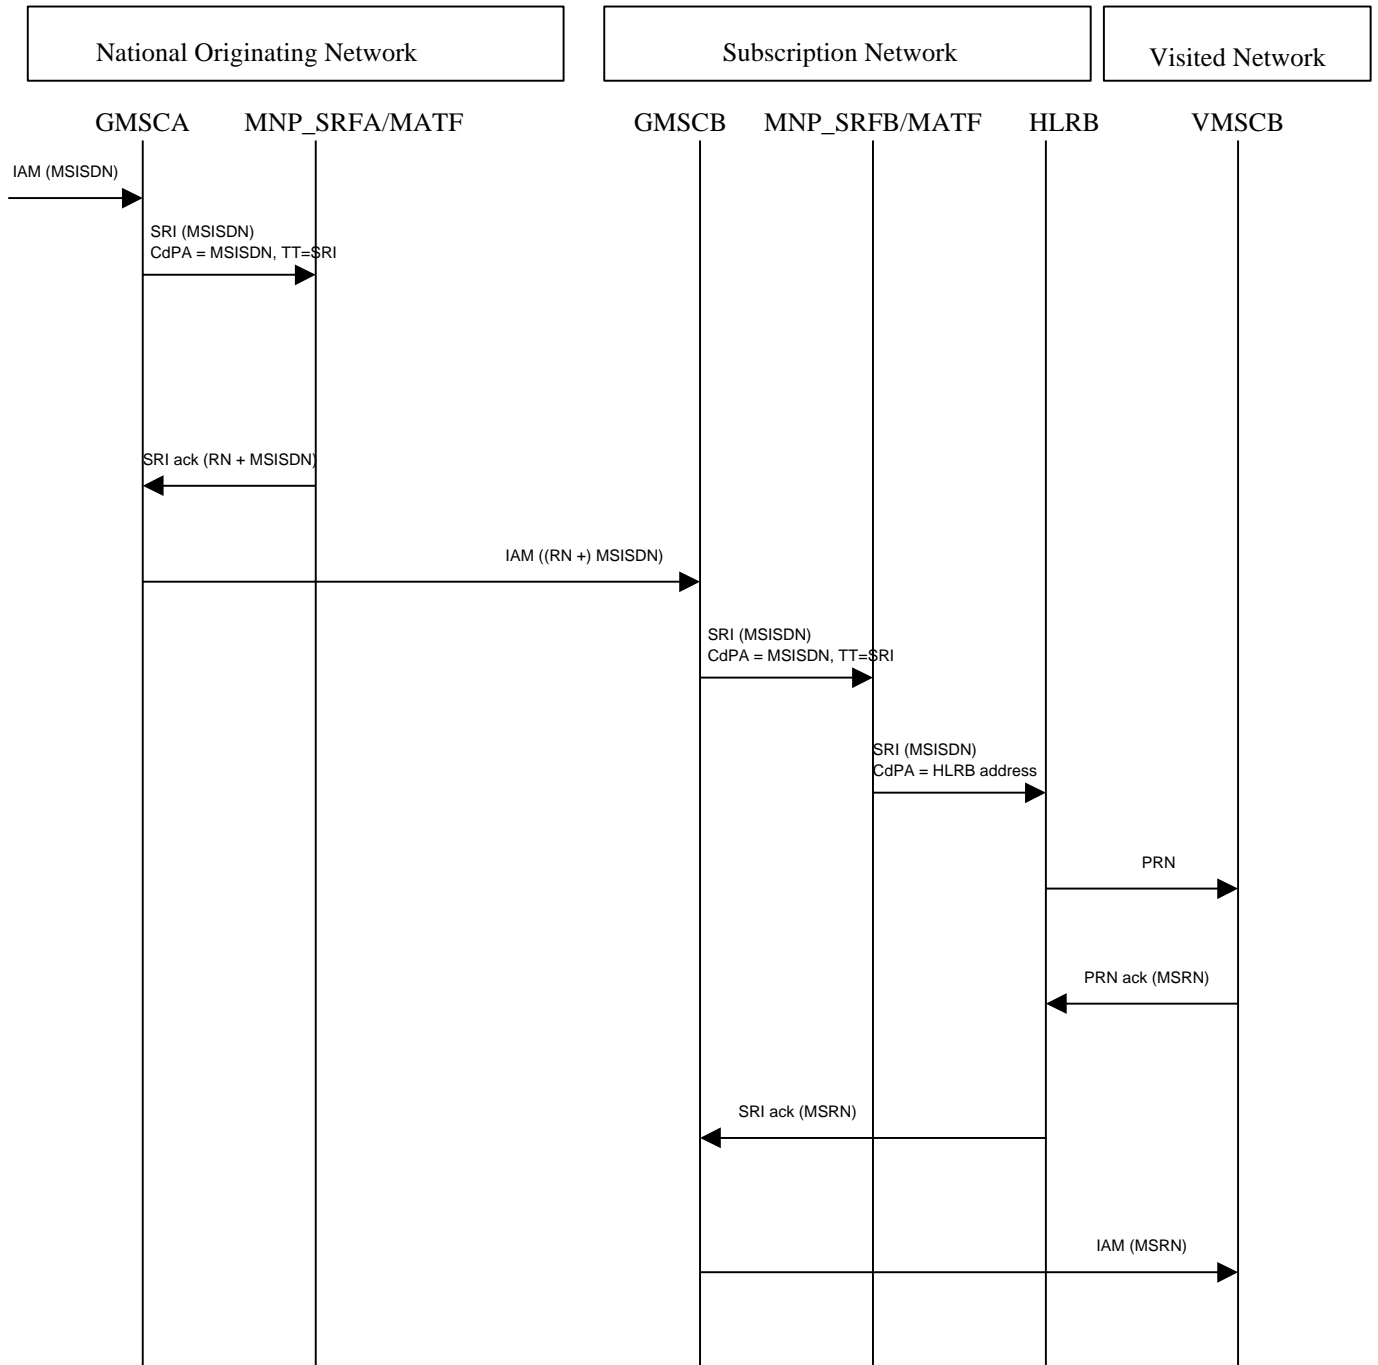 National Originating Network
Subscription Network
Visited Network
GMSCA
MNP_SRFA/MATF
GMSCB
MNP_SRFB/MATF
HLRB
VMSCB
IAM (MSISDN)
SRI (MSISDN)
CdPA = MSISDN, TT=SRI
SRI ack (RN + MSISDN)
IAM ((RN +) MSISDN)
SRI (MSISDN)
CdPA = MSISDN, TT=SRI
SRI (MSISDN)
CdPA = HLRB address
PRN
PRN ack (MSRN)
SRI ack (MSRN)
IAM (MSRN)